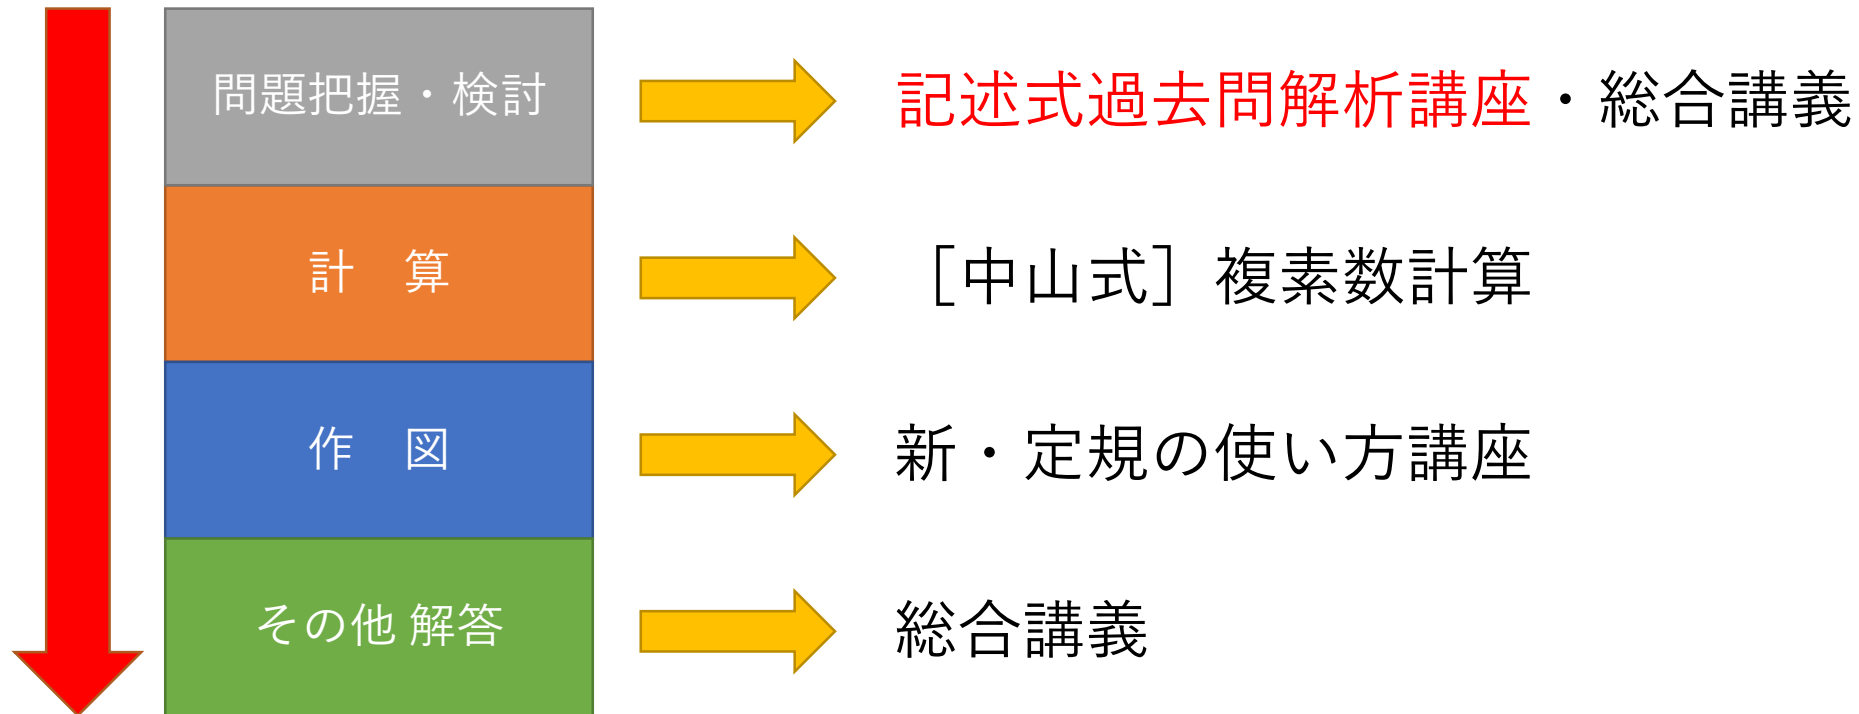 問題把握・検討
記述式過去問解析講座・総合講義
計　算
［中山式］複素数計算
作　図
新・定規の使い方講座
その他 解答
総合講義